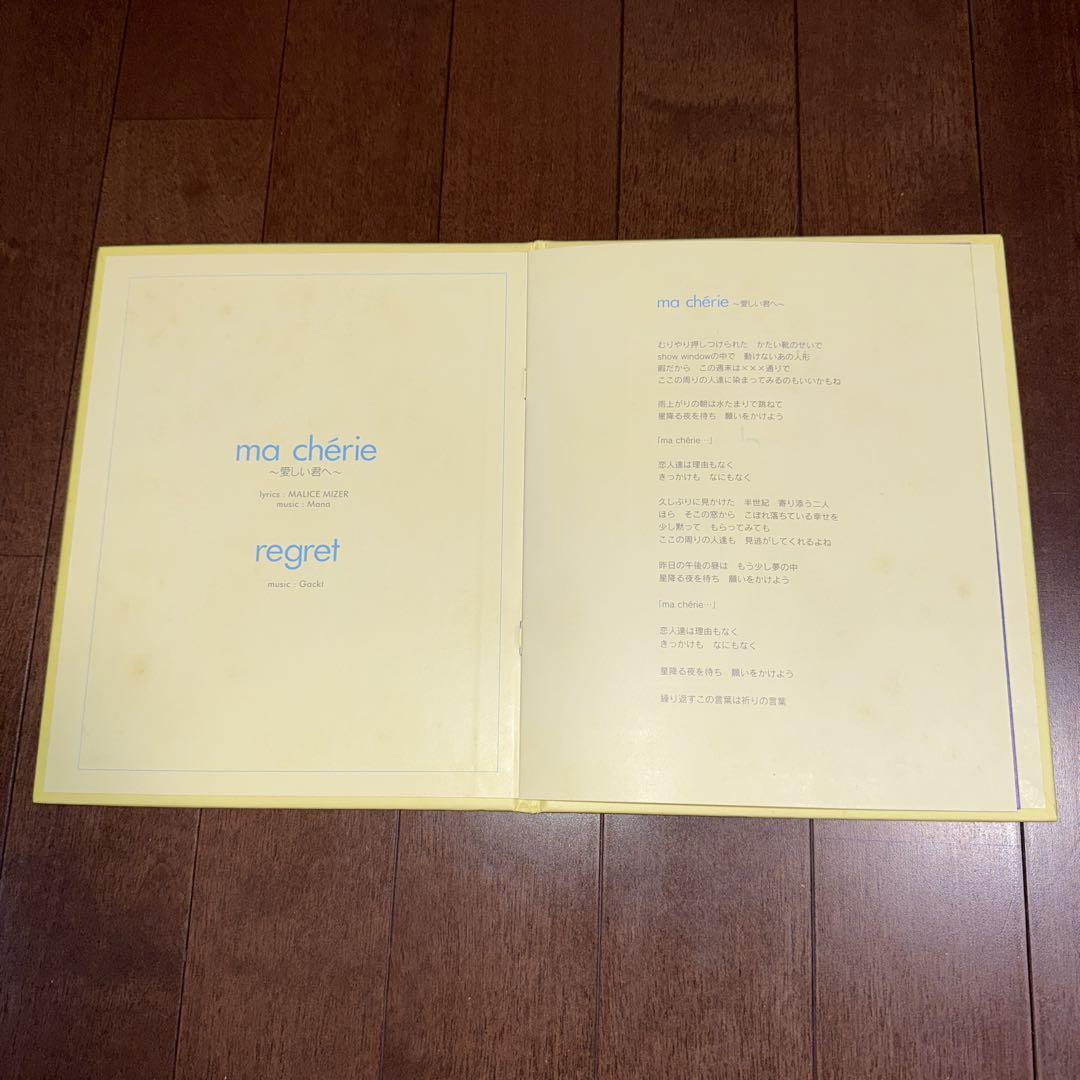 ma chérie
～愛しい君へ～
lyrics : MALICE MIZER
music : Mana
regret
music : Gackt
ma chérie ～愛しい君へ～
むりやり押しつけられた　かたい靴のせいで
show windowの中で　動けないあの人形
暇だから　この週末は×××通りで
ここの周りの人達に染まってみるのもいいかもね
雨上がりの朝は水たまりで跳ねて
星降る夜を待ち　願いをかけよう
「ma chérie…」
恋人達は理由もなく
きっかけも　なにもなく
久しぶりに見かけた　半世紀　寄り添う二人
ほら　そこの窓から　こぼれ落ちている幸せを
少し黙って　もらってみても
ここの周りの人達も　見逃がしてくれるよね
昨日の午後の昼は　もう少し夢の中
星降る夜を待ち　願いをかけよう
「ma chérie…」
恋人達は理由もなく
きっかけも　なにもなく
星降る夜を待ち　願いをかけよう
繰り返すこの言葉は祈りの言葉